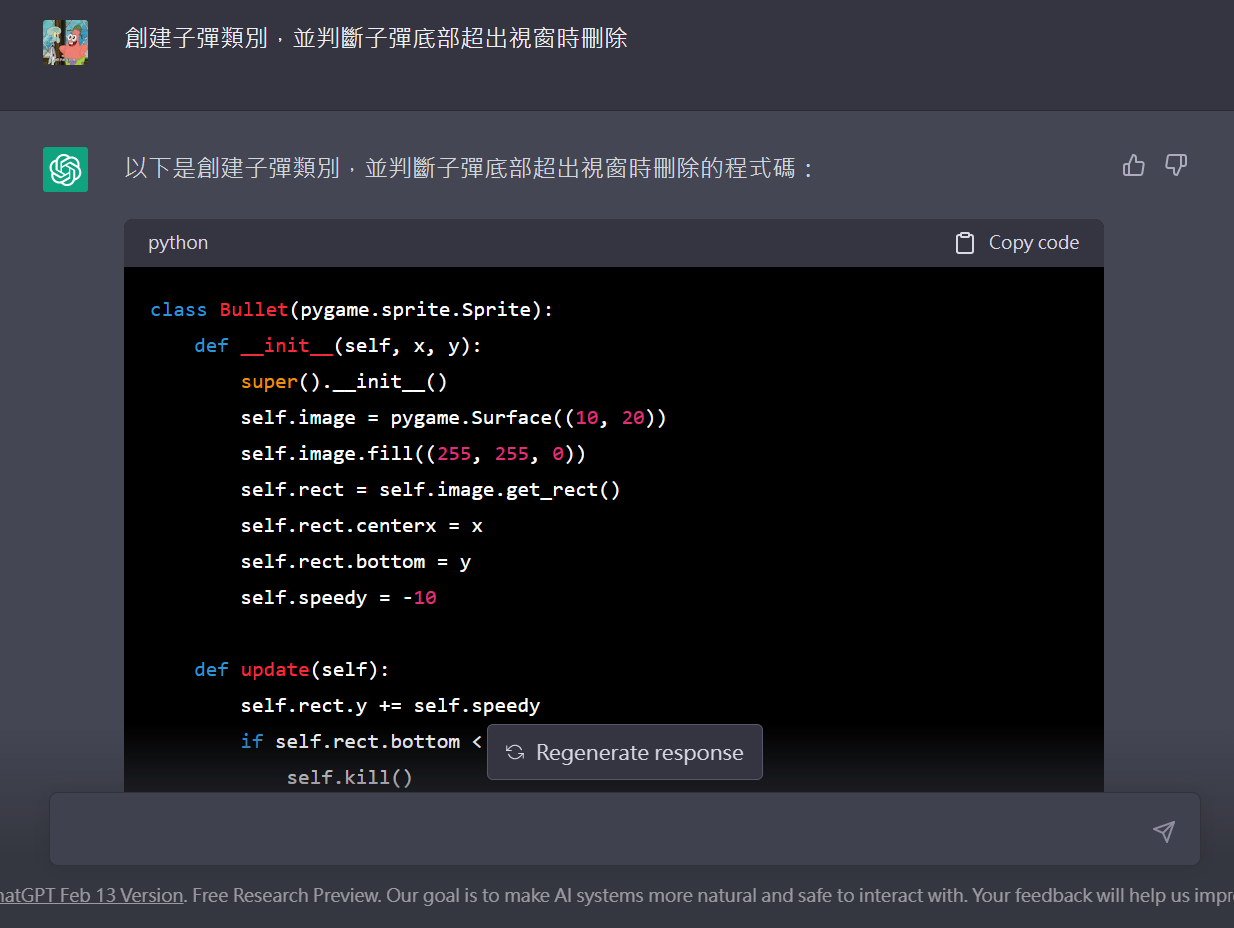 創建子彈類別，並判斷子彈底部超出視窗時刪除
以下是創建子彈類別，並判斷子彈底部超出視窗時刪除的程式碼：
python
Copy code
class Bullet(pygame.sprite.Sprite):
    def __init__(self, x, y):
        super().__init__()
        self.image = pygame.Surface((10, 20))
        self.image.fill((255, 255, 0))
        self.rect = self.image.get_rect()
        self.rect.centerx = x
        self.rect.bottom = y
        self.speedy = -10
    def update(self):
        self.rect.y += self.speedy
        if self.rect.bottom <
            self.kill()
Regenerate response
hatGPT Feb 13 Version. Free Research Preview. Our goal is to make AI systems more natural and safe to interact with. Your feedback will help us impr